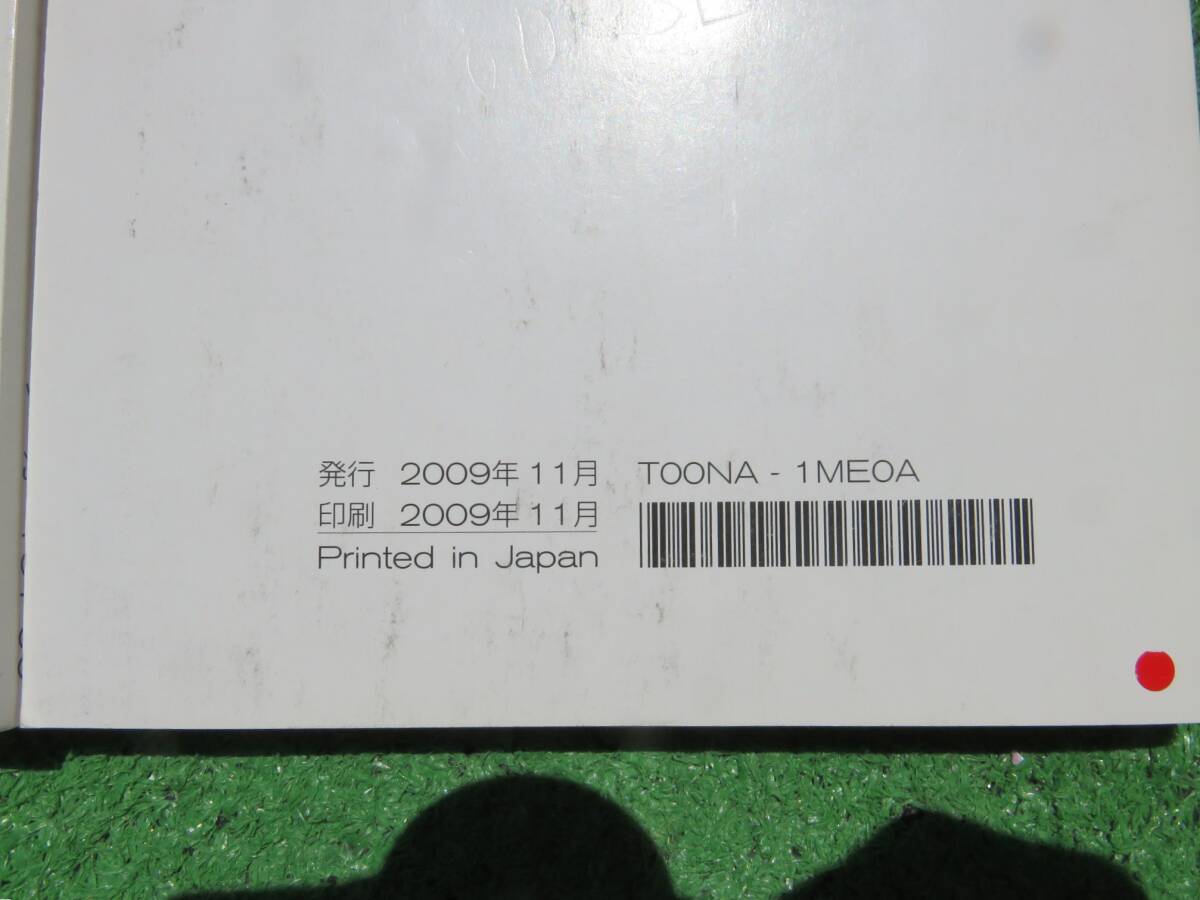 発行 2009年 11月 T00NA - 1ME0A
印刷 2009年 11月
Printed in Japan